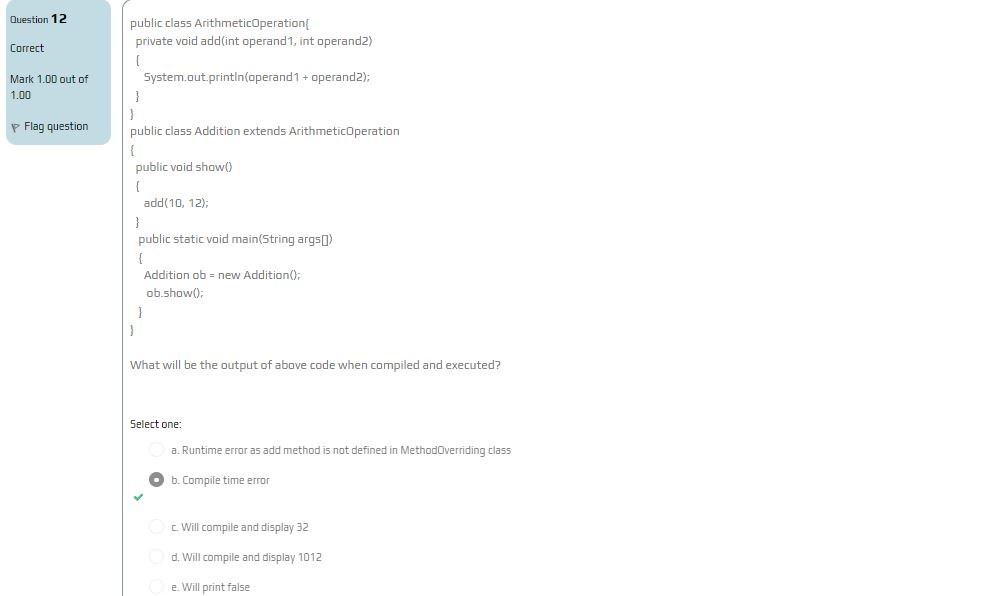 Question 12
Correct
Mark 1.00 out of
1.00
Flag question
public class ArithmeticOperation{
private void add(int operand1, int operand2)
{
System.out.println(operand1 + operand2);
}
}
public class Addition extends ArithmeticOperation
{
public void show()
{
add(10, 12);
}
public static void main(String args[])
{
Addition ob = new Addition();
ob.show();
}
}
What will be the output of above code when compiled and executed?
Select one:
a. Runtime error as add method is not defined in MethodOverriding class
b. Compile time error
c. Will compile and display 32
d. Will compile and display 1012
e. Will print false